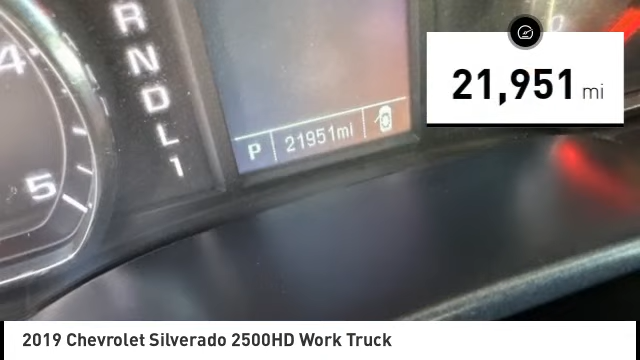 R
N
D
L
1
4
5
P 21951mi
21,951 mi
2019 Chevrolet Silverado 2500HD Work Truck